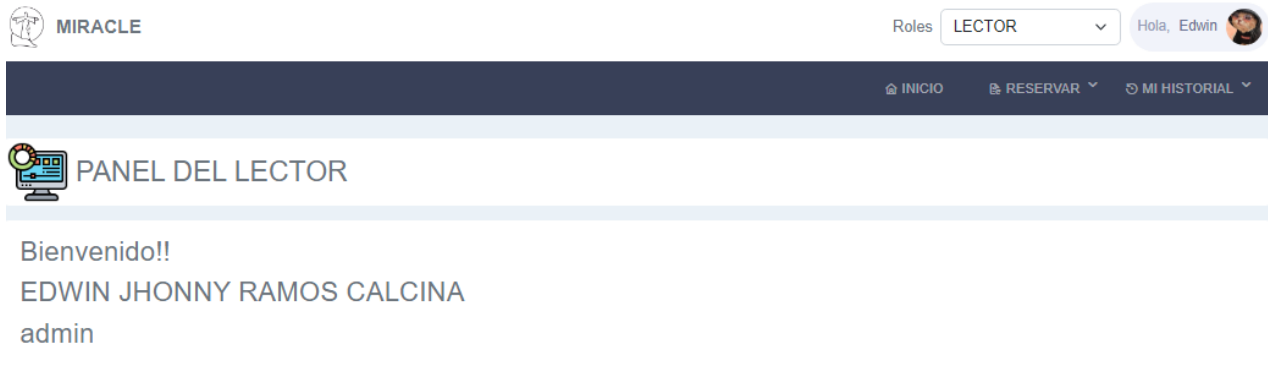 MIRACLE
Roles LECTOR Hola, Edwin
INICIO RESERVAR MI HISTORIAL
PANEL DEL LECTOR
Bienvenido!!
EDWIN JHONNY RAMOS CALCINA
admin